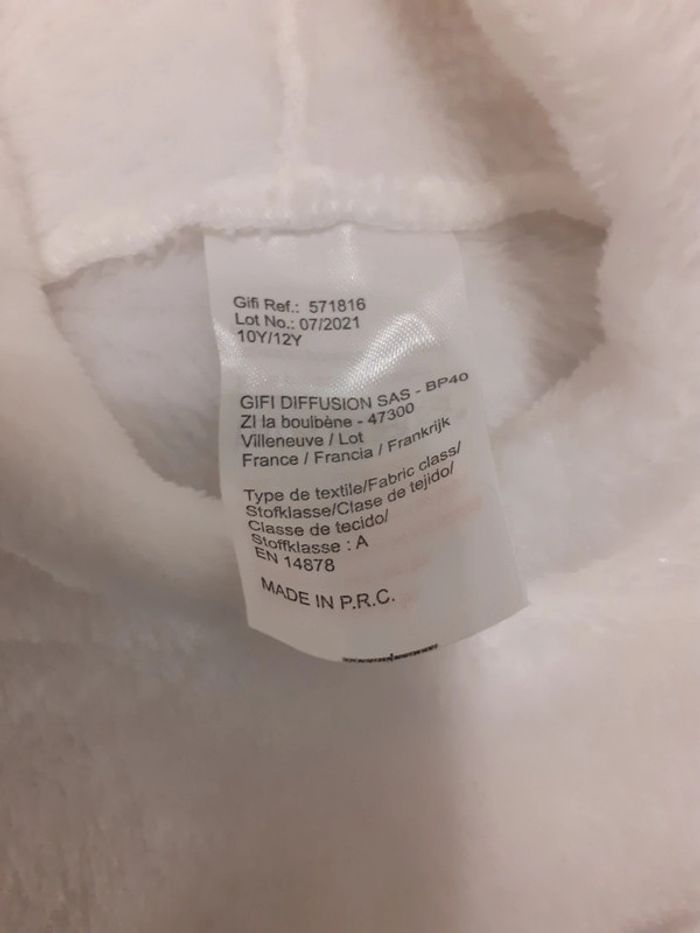 Gifi Ref.: 571816
Lot No.: 07/2021
10Y/12Y
GIFI DIFFUSION SAS - BP40
ZI la boulbène - 47300
Villeneuve / Lot
France / Francia / Frankrijk
Type de textile/Fabric class/
Stofklasse/Clase de tejido/
Classe de tecido/
Stoffklasse : A
EN 14878
MADE IN P.R.C.